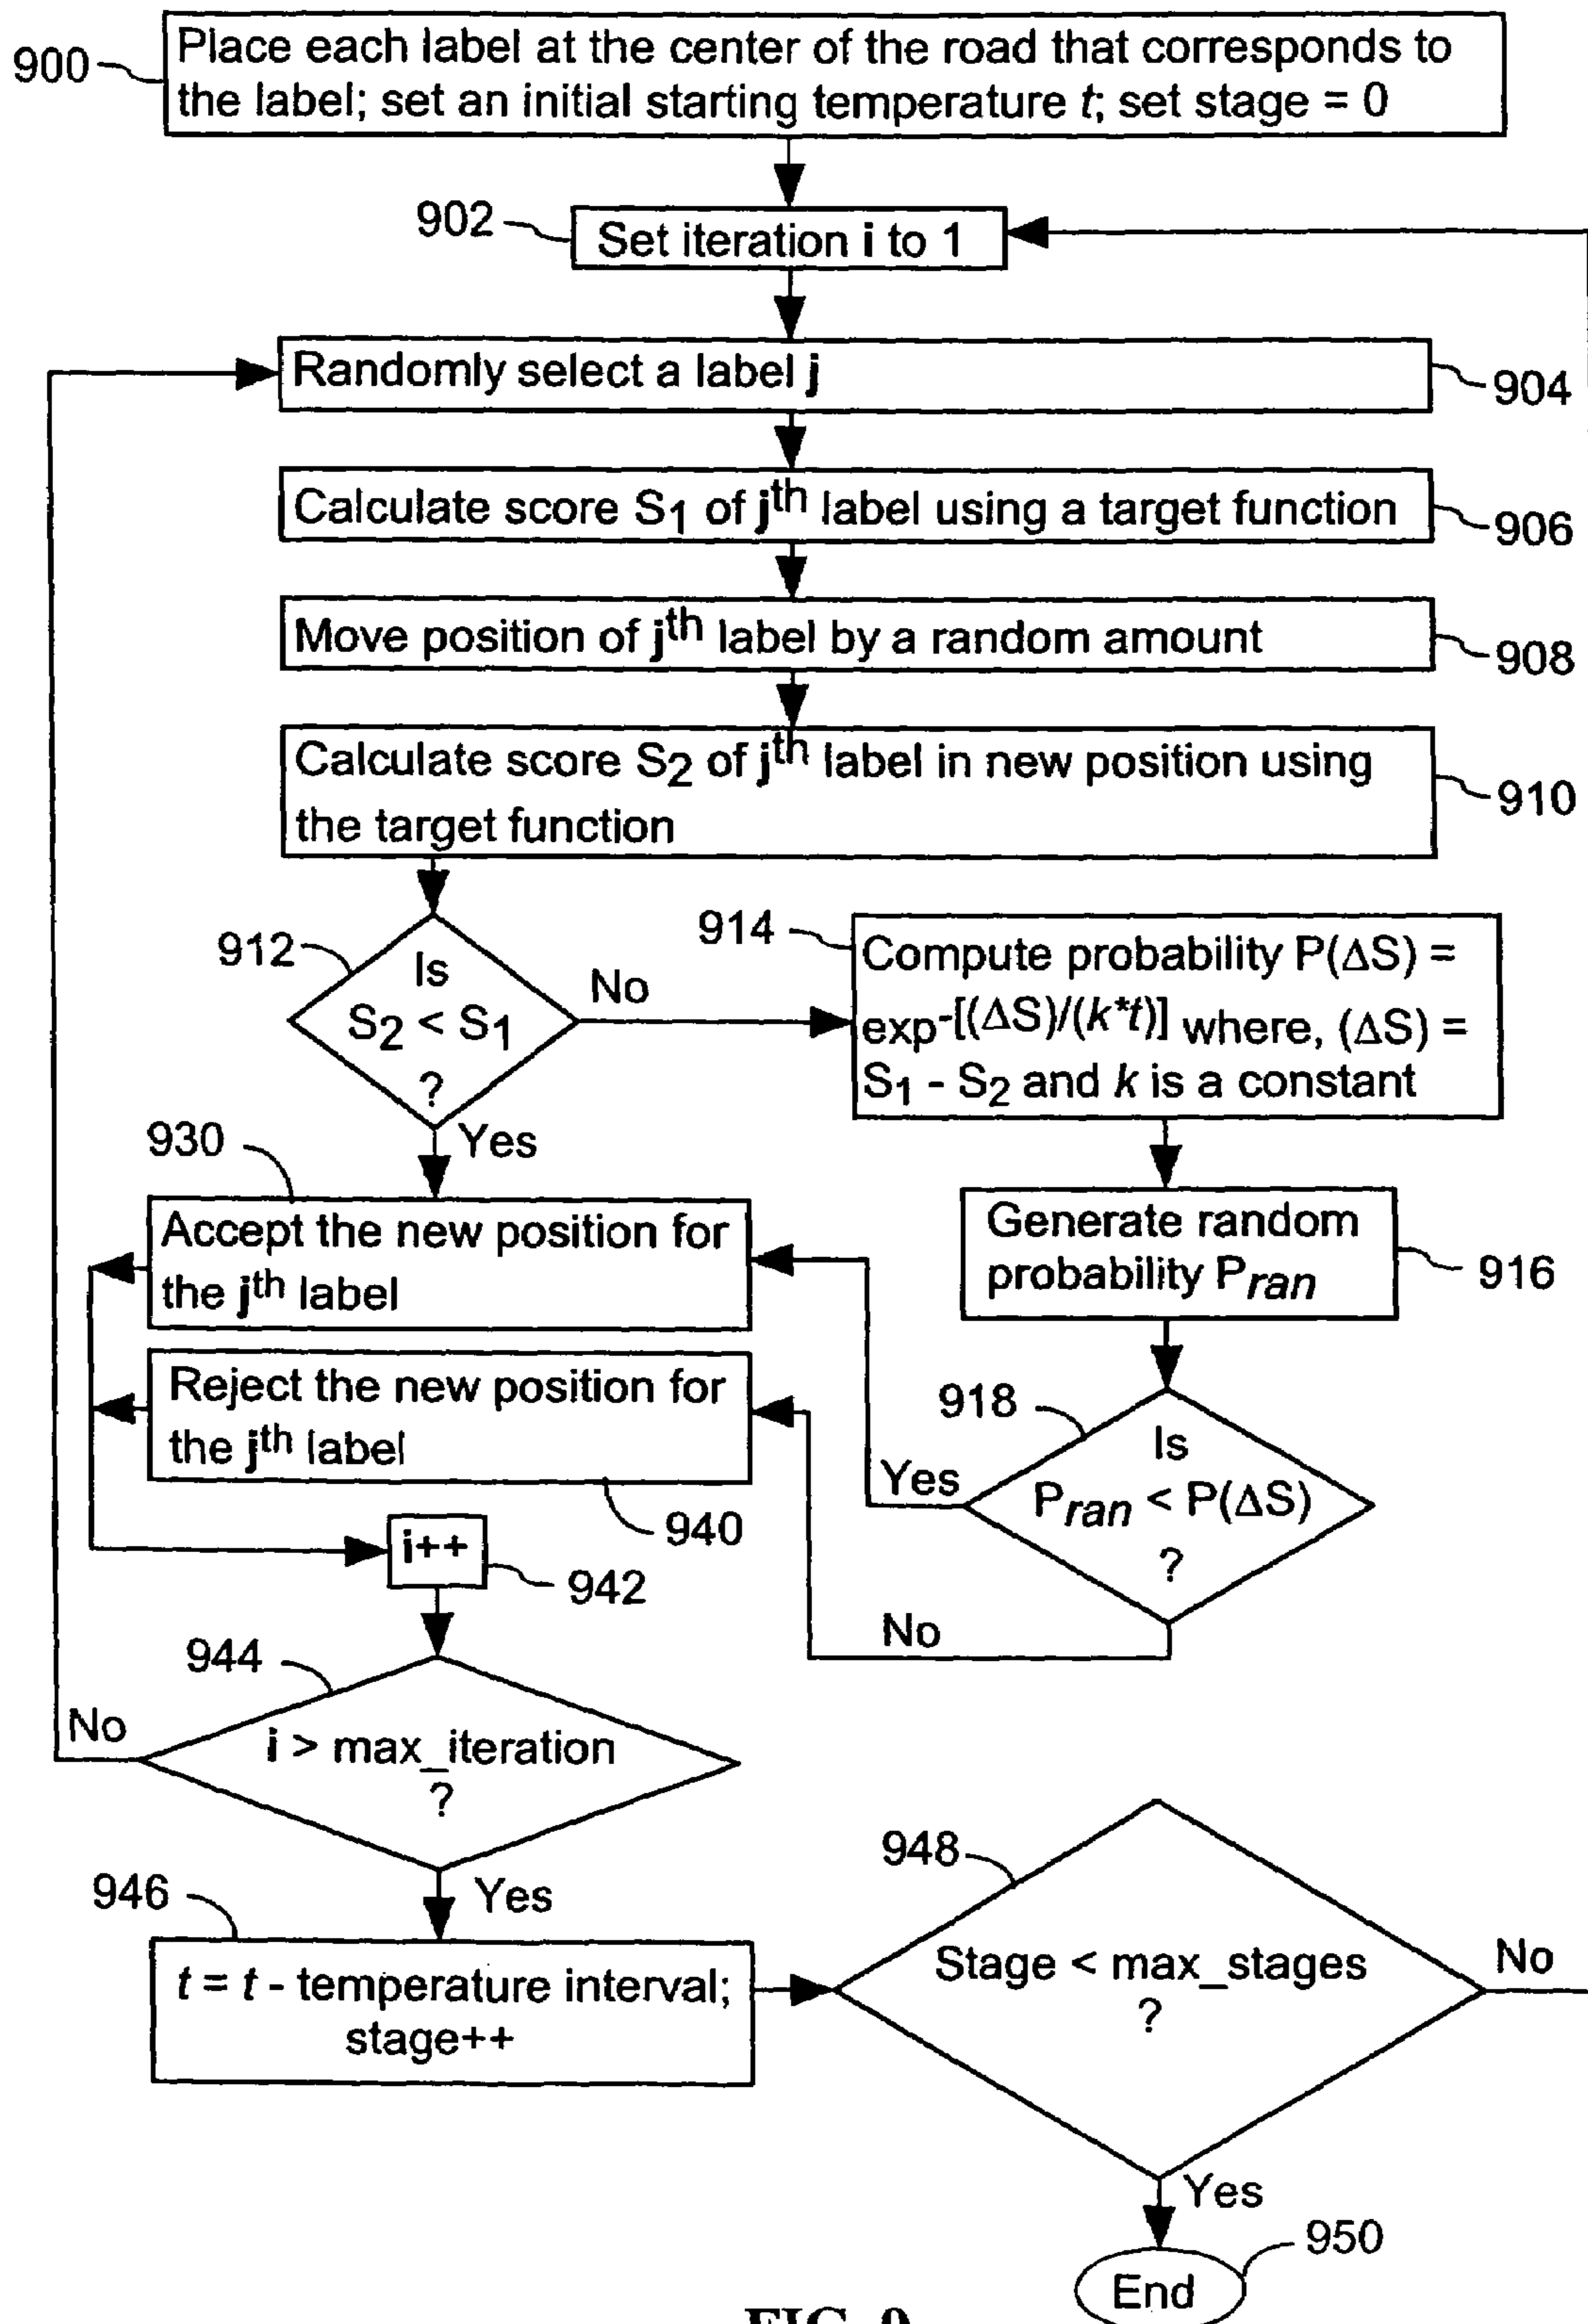 900
Place each label at the center of the road that corresponds to
the label; set an initial starting temperature t; set stage = 0
902
Set iteration i to 1
Randomly select a label j
904
Calculate score S1 of jth label using a target function
906
Move position of jth label by a random amount
908
Calculate score S2 of jth label in new position using
the target function
910
912
Is
S2 < S1
?
No
Yes
914
Compute probability P(ΔS) =
exp-[(ΔS)/(k*t)] where, (ΔS) =
S1 - S2 and k is a constant
930
Accept the new position for
the jth label
Generate random
probability Pran
916
Reject the new position for
the jth label
940
918
Is
Pran < P(ΔS)
?
Yes
No
i++
942
944
i > max_iteration
?
No
Yes
946
t = t - temperature interval;
stage++
948
Stage < max_stages
?
No
Yes
950
End
FIG. 9